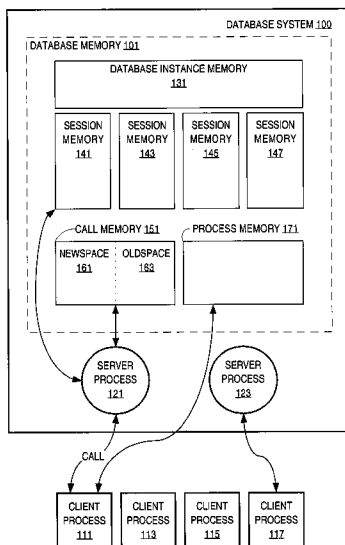 DATABASE SYSTEM 100
DATABASE MEMORY 101
DATABASE INSTANCE MEMORY
131
SESSION
MEMORY
141
SESSION
MEMORY
143
SESSION
MEMORY
145
SESSION
MEMORY
147
CALL MEMORY 151
NEWSPACE
161
OLDSPACE
163
PROCESS MEMORY 171
SERVER
PROCESS
121
SERVER
PROCESS
123
CALL
CLIENT
PROCESS
111
CLIENT
PROCESS
113
CLIENT
PROCESS
115
CLIENT
PROCESS
117